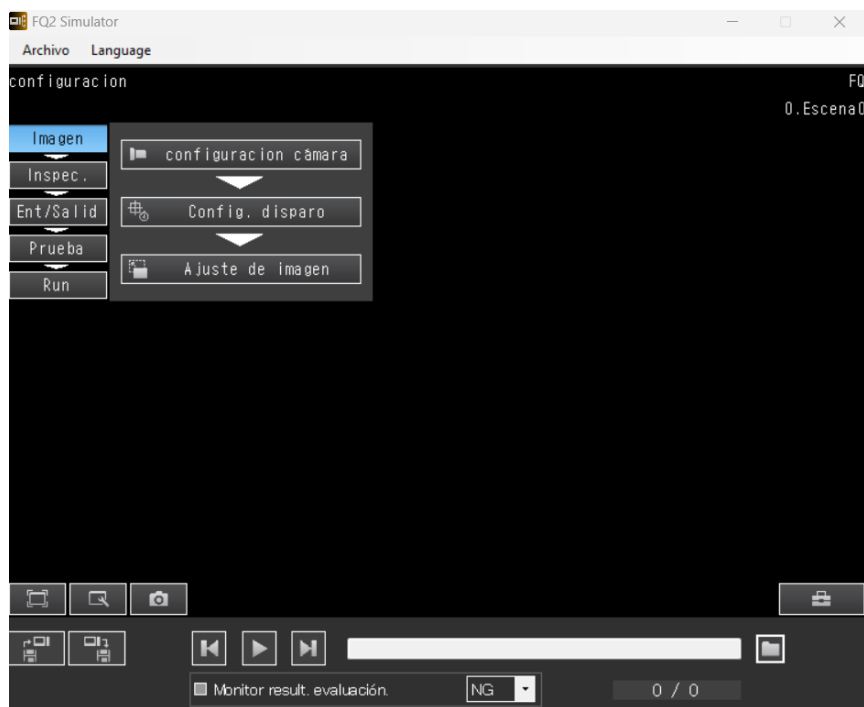 FQ2 Simulator
Archivo Language
configuracion
FQ
0.Escena0
Imagen
configuracion cámara
Inspec.
Ent/Salid
Config. disparo
Prueba
Ajuste de imagen
Run
Monitor result. evaluación.
NG
0 / 0